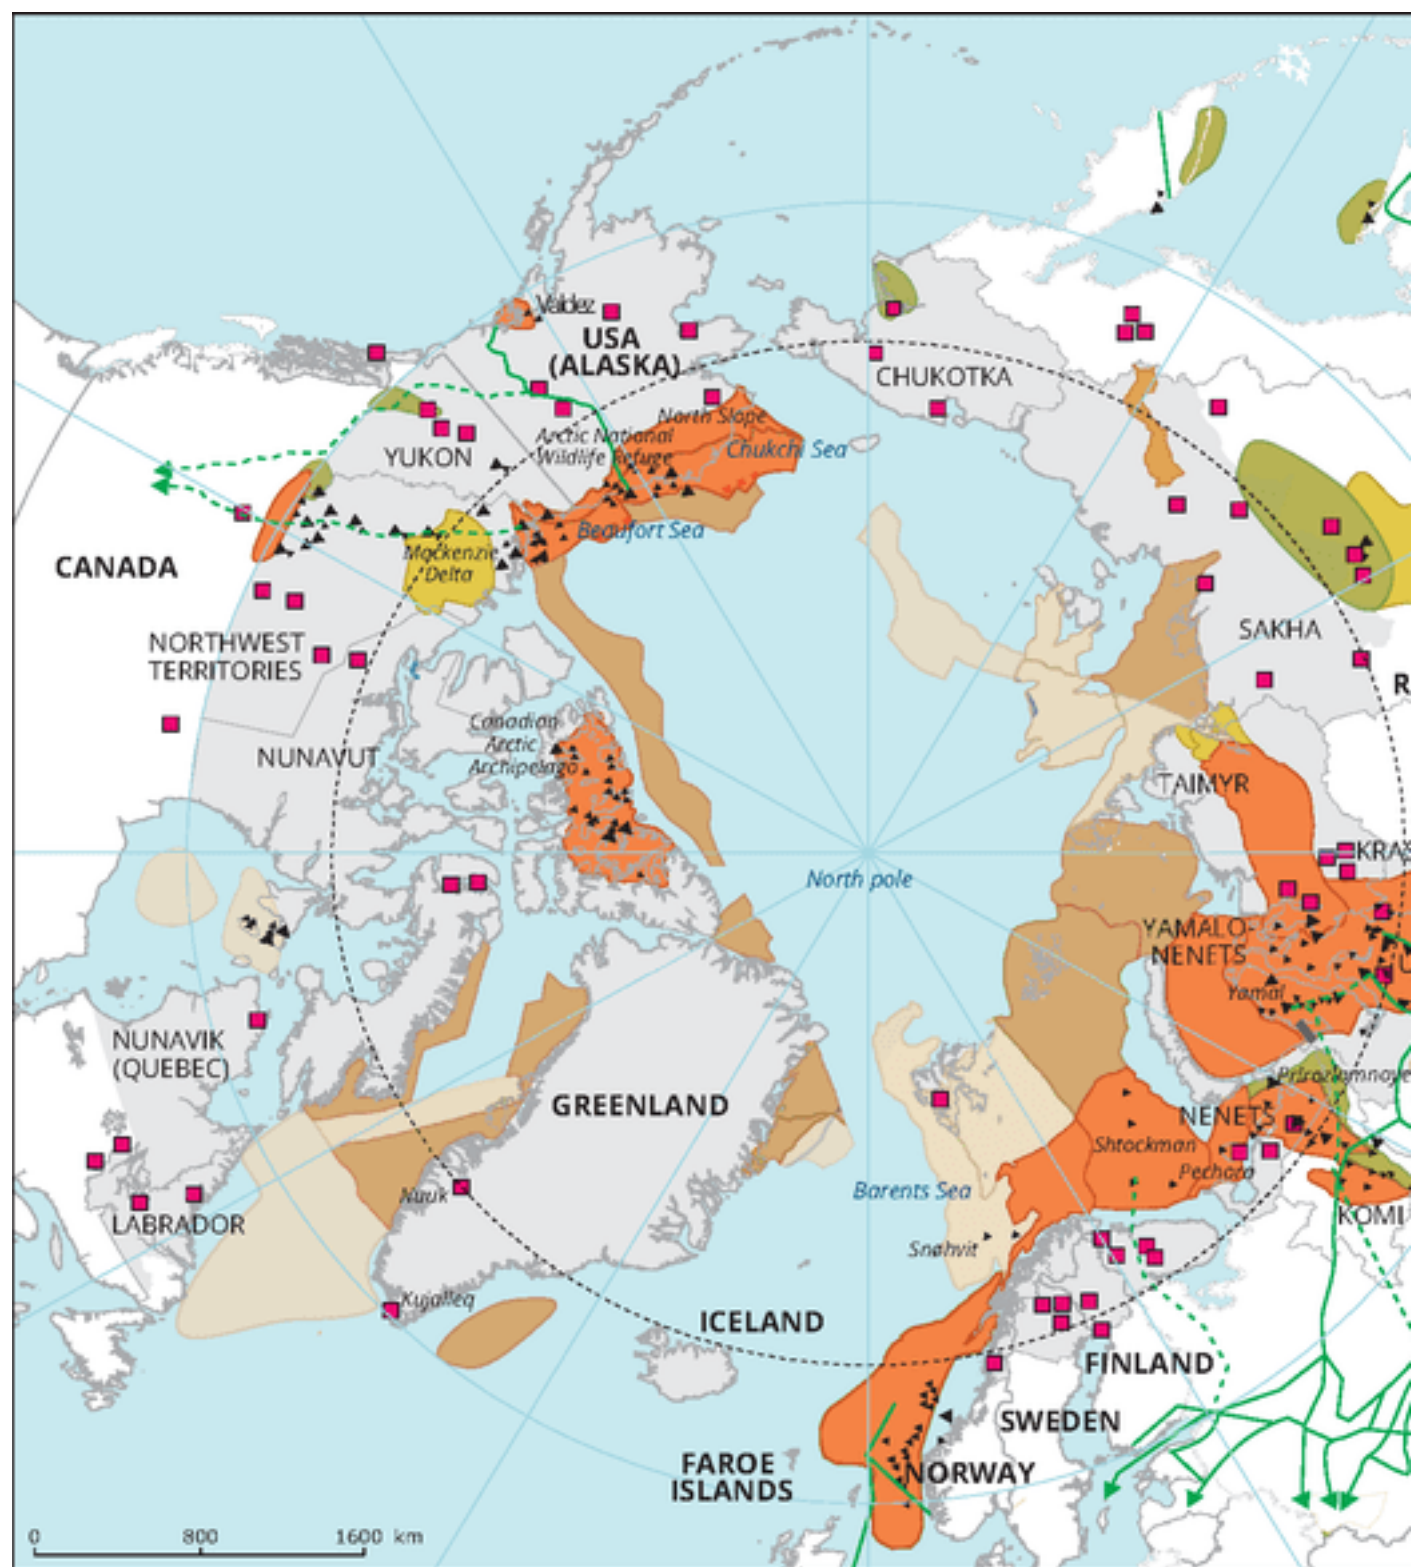 Valdez
USA
(ALASKA)
CHUKOTKA
North Slope
Arctic National
Wildlife Refuge
Chukchi Sea
YUKON
Beaufort Sea
CANADA
Mackenzie
Delta
NORTHWEST
TERRITORIES
SAKHA
R
Canadian
Arctic
Archipelago
NUNAVUT
TAIMYR
KRAS
North pole
YAMALO-
NENETS
U
Yamal
NUNAVIK
(QUEBEC)
Prirazlomnaye
GREENLAND
NENETS
Shtockman
Pechora
Barents Sea
Nuuk
LABRADOR
KOMI
Snøhvit
Kujalleq
ICELAND
FINLAND
SWEDEN
FAROE
ISLANDS
NORWAY
0 800 1600 km